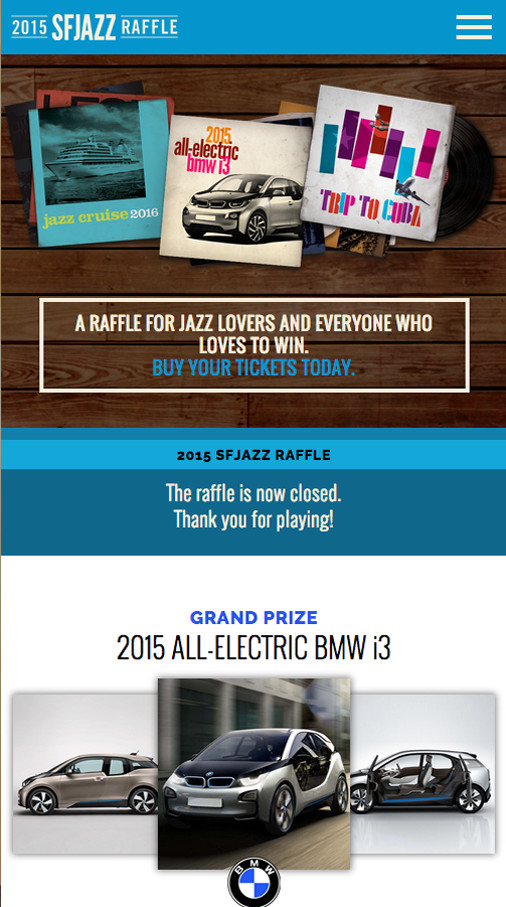 2015 SFJAZZ RAFFLE
jazz cruise 2016
2015
all-electric
bmw i3
TRIP TO CUBA
A RAFFLE FOR JAZZ LOVERS AND EVERYONE WHO
LOVES TO WIN.
BUY YOUR TICKETS TODAY.
2015 SFJAZZ RAFFLE
The raffle is now closed.
Thank you for playing!
GRAND PRIZE
2015 ALL-ELECTRIC BMW i3
BMW